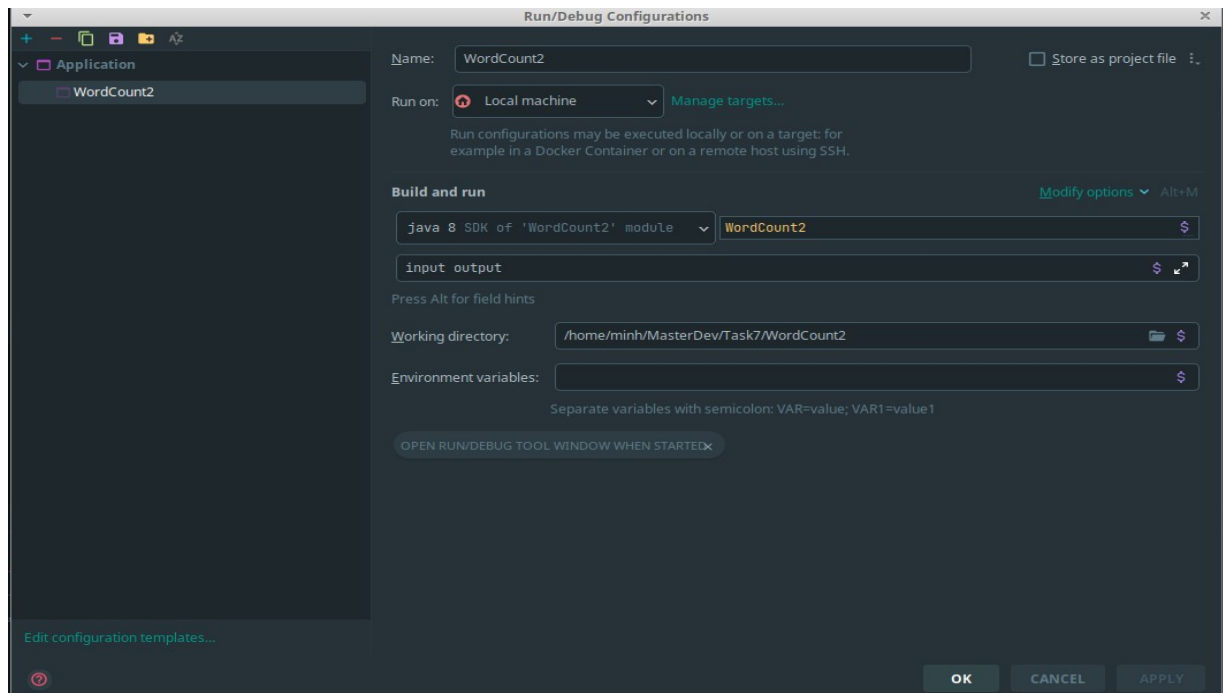 Run/Debug Configurations
Application
WordCount2
Name: WordCount2
Store as project file
Run on: Local machine Manage targets...
Run configurations may be executed locally or on a target: for
example in a Docker Container or on a remote host using SSH.
Build and run
Modify options Alt+M
java 8 SDK of 'WordCount2' module WordCount2
input output
Press Alt for field hints
Working directory: /home/minh/MasterDev/Task7/WordCount2
Environment variables:
Separate variables with semicolon: VAR=value; VAR1=value1
OPEN RUN/DEBUG TOOL WINDOW WHEN STARTED
Edit configuration templates...
OK CANCEL APPLY